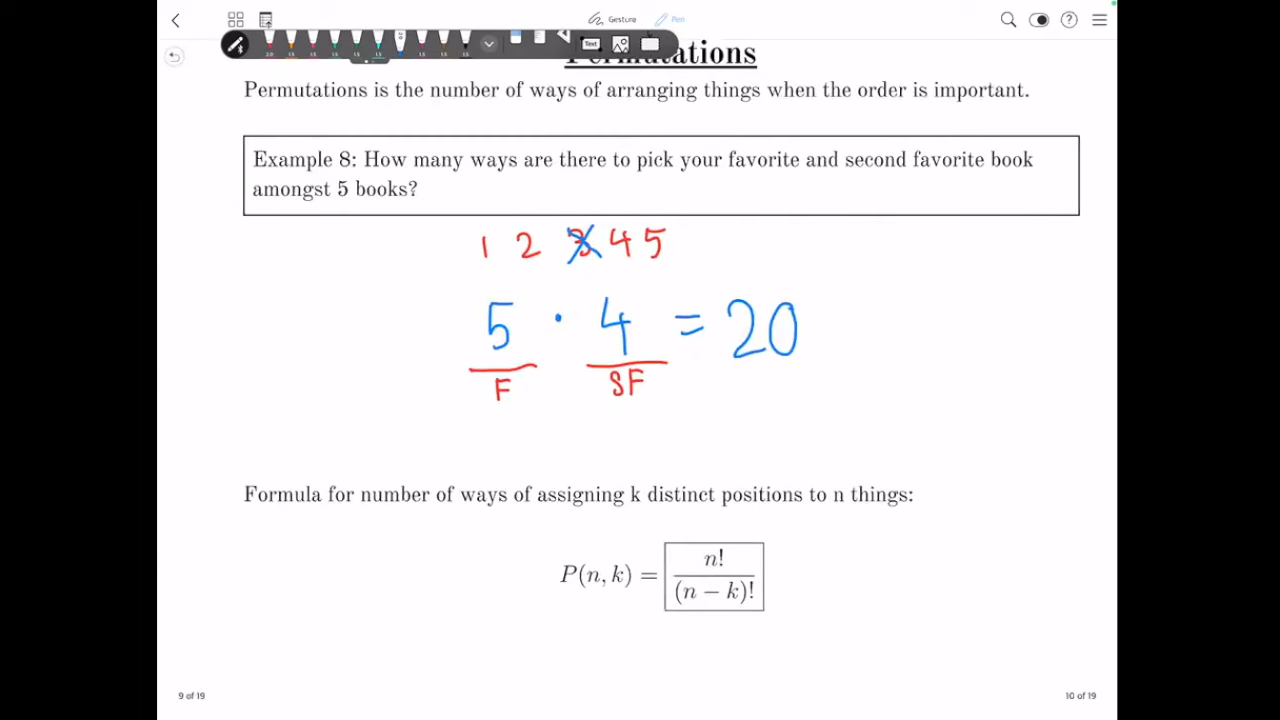 Gesture Pen
Text
Permutations
Permutations is the number of ways of arranging things when the order is important.
Example 8: How many ways are there to pick your favorite and second favorite book
amongst 5 books?
1 2 3 4 5
5 · 4 = 20
F SF
Formula for number of ways of assigning k distinct positions to n things:
P(n, k) = n!
(n − k)!
9 of 19 10 of 19